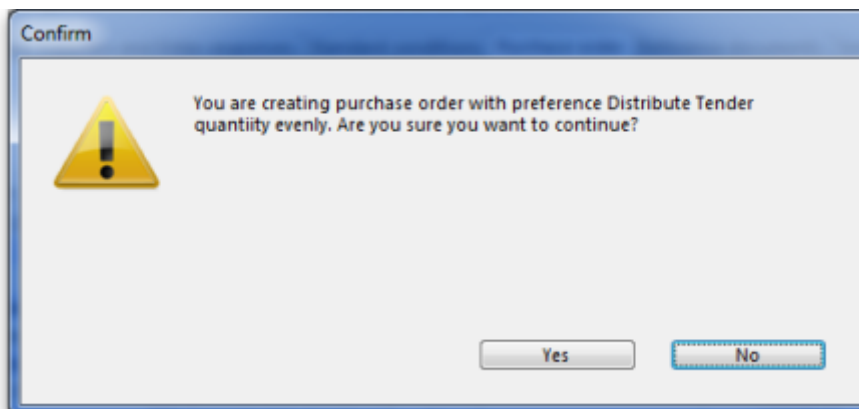 Confirm
You are creating purchase order with preference Distribute Tender
quantiity evenly. Are you sure you want to continue?
Yes
No